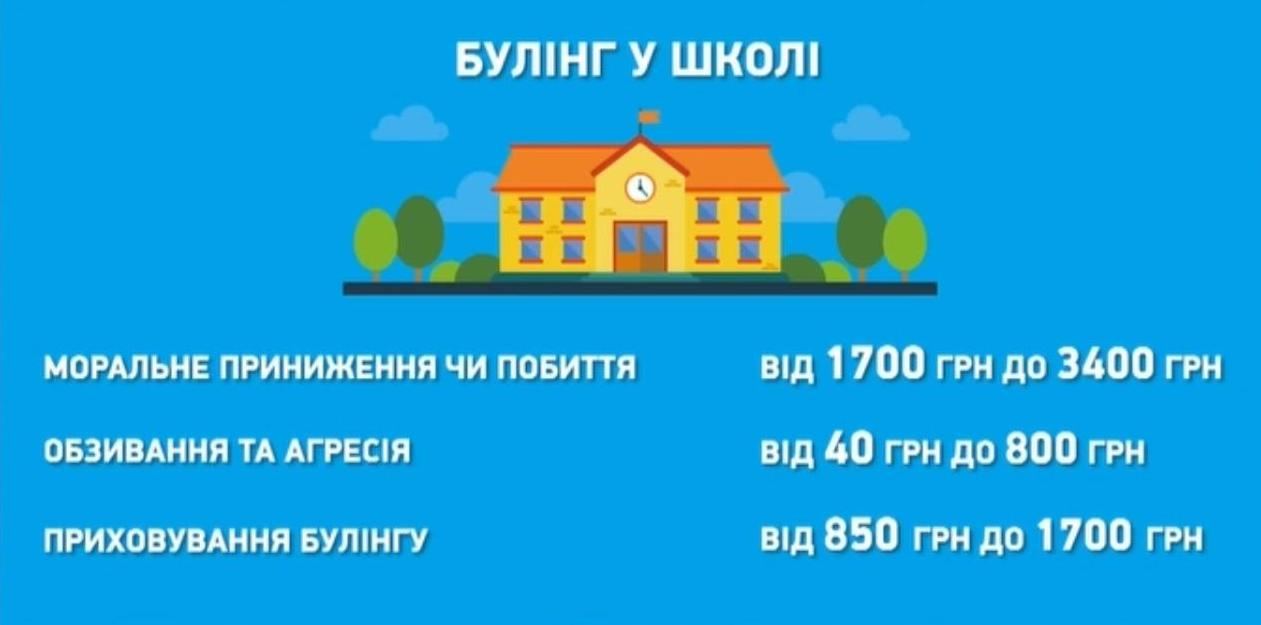 БУЛІНГ У ШКОЛІ
МОРАЛЬНЕ ПРИНИЖЕННЯ ЧИ ПОБИТТЯ ВІД 1700 ГРН ДО 3400 ГРН
ОБЗИВАННЯ ТА АГРЕСІЯ ВІД 40 ГРН ДО 800 ГРН
ПРИХОВУВАННЯ БУЛІНГУ ВІД 850 ГРН ДО 1700 ГРН